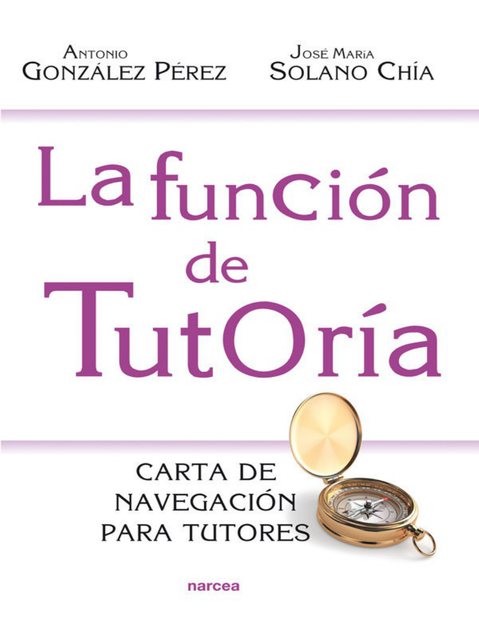 Antonio
González Pérez
José María
Solano Chía
La función
de
Tutoría
CARTA DE
NAVEGACIÓN
PARA TUTORES
narcea